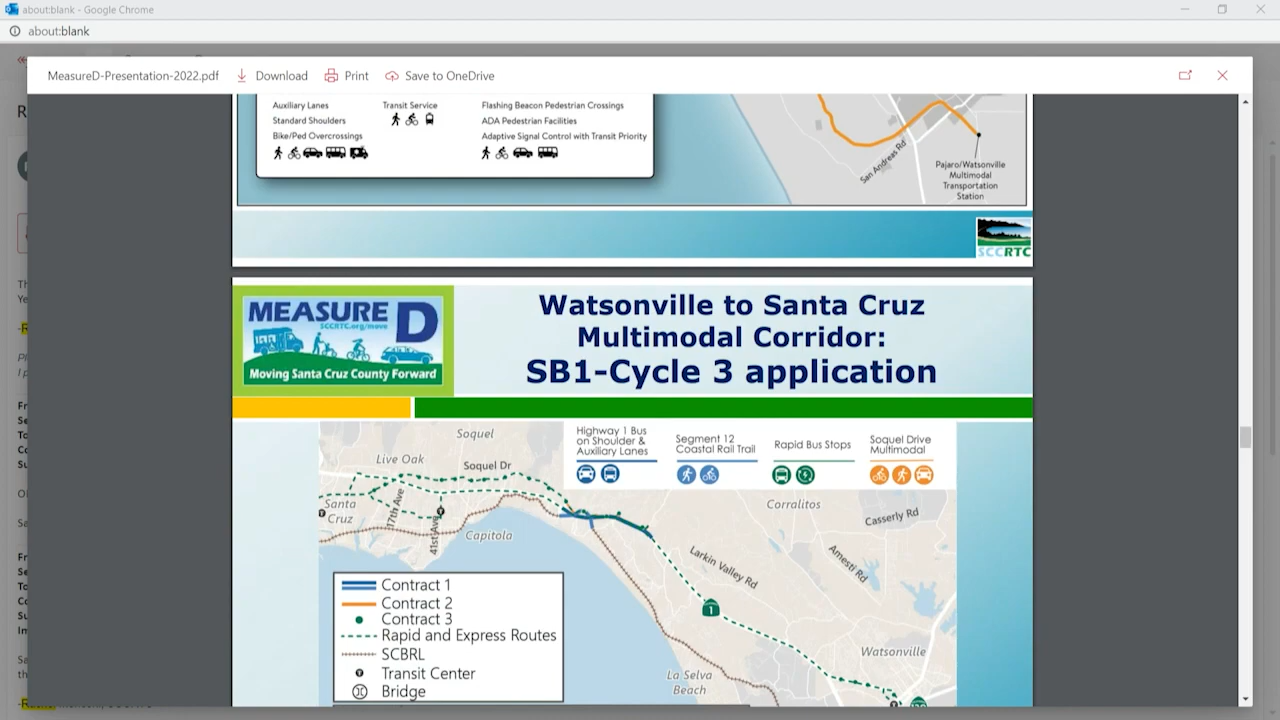 about:blank - Google Chrome
about:blank
MeasureD-Presentation-2022.pdf
Download
Print
Save to OneDrive
Auxiliary Lanes
Standard Shoulders
Bike/Ped Overcrossings
Transit Service
Flashing Beacon Pedestrian Crossings
ADA Pedestrian Facilities
Adaptive Signal Control with Transit Priority
San Andreas Rd
Pajaro/Watsonville
Multimodal
Transportation
Station
SCCRTC
MEASURE D
SCCRTC.org/move
Moving Santa Cruz County Forward
Watsonville to Santa Cruz
Multimodal Corridor:
SB1-Cycle 3 application
Highway 1 Bus
on Shoulder &
Auxiliary Lanes
Segment 12
Coastal Rail Trail
Rapid Bus Stops
Soquel Drive
Multimodal
Soquel
Live Oak
Soquel Dr
Santa
Cruz
17th Ave
41st Ave
Capitola
Corralitos
Casserly Rd
Amesti Rd
Larkin Valley Rd
1
Watsonville
La Selva
Beach
Contract 1
Contract 2
Contract 3
Rapid and Express Routes
SCBRL
Transit Center
Bridge